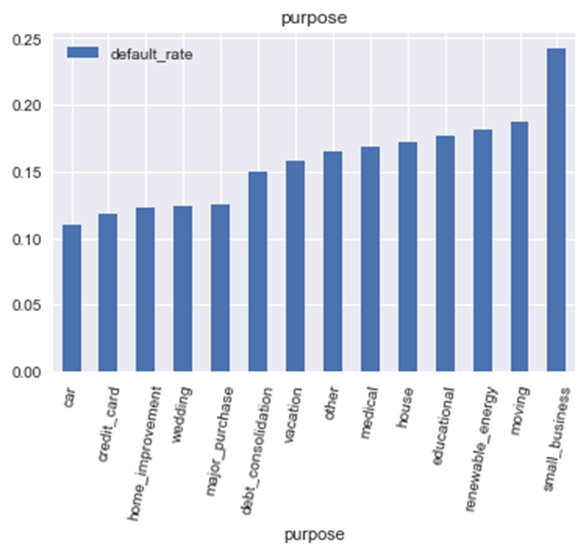 purpose
default_rate
0.25
0.20
0.15
0.10
0.05
0.00
car
credit_card
home_improvement
wedding
major_purchase
debt_consolidation
vacation
other
medical
house
educational
renewable_energy
moving
small_business
purpose